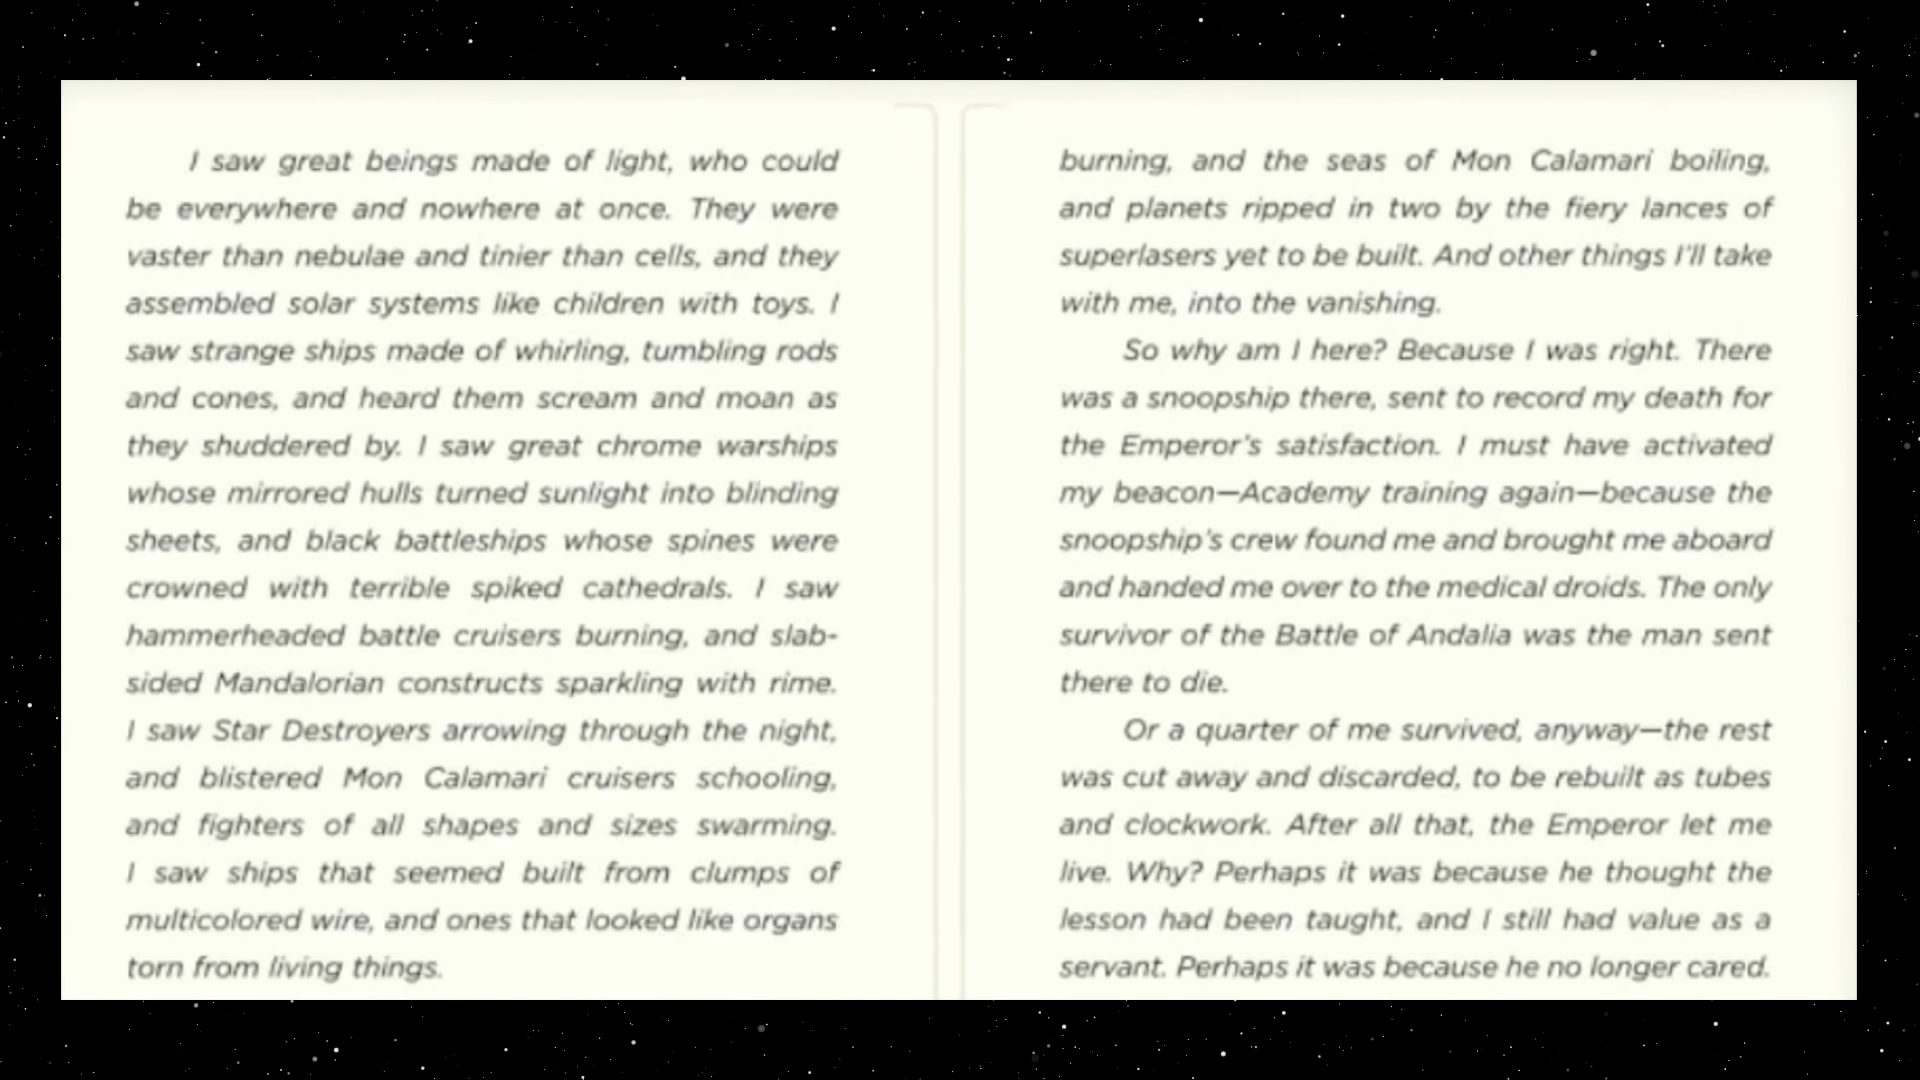 I saw great beings made of light, who could
be everywhere and nowhere at once. They were
vaster than nebulae and tinier than cells, and they
assembled solar systems like children with toys. I
saw strange ships made of whirling, tumbling rods
and cones, and heard them scream and moan as
they shuddered by. I saw great chrome warships
whose mirrored hulls turned sunlight into blinding
sheets, and black battleships whose spines were
crowned with terrible spiked cathedrals. I saw
hammerheaded battle cruisers burning, and slab-
sided Mandalorian constructs sparkling with rime.
I saw Star Destroyers arrowing through the night,
and blistered Mon Calamari cruisers schooling,
and fighters of all shapes and sizes swarming.
I saw ships that seemed built from clumps of
multicolored wire, and ones that looked like organs
torn from living things.
burning, and the seas of Mon Calamari boiling,
and planets ripped in two by the fiery lances of
superlasers yet to be built. And other things I'll take
with me, into the vanishing.
So why am I here? Because I was right. There
was a snoopship there, sent to record my death for
the Emperor's satisfaction. I must have activated
my beacon—Academy training again—because the
snoopship's crew found me and brought me aboard
and handed me over to the medical droids. The only
survivor of the Battle of Andalia was the man sent
there to die.
Or a quarter of me survived, anyway—the rest
was cut away and discarded, to be rebuilt as tubes
and clockwork. After all that, the Emperor let me
live. Why? Perhaps it was because he thought the
lesson had been taught, and I still had value as a
servant. Perhaps it was because he no longer cared.